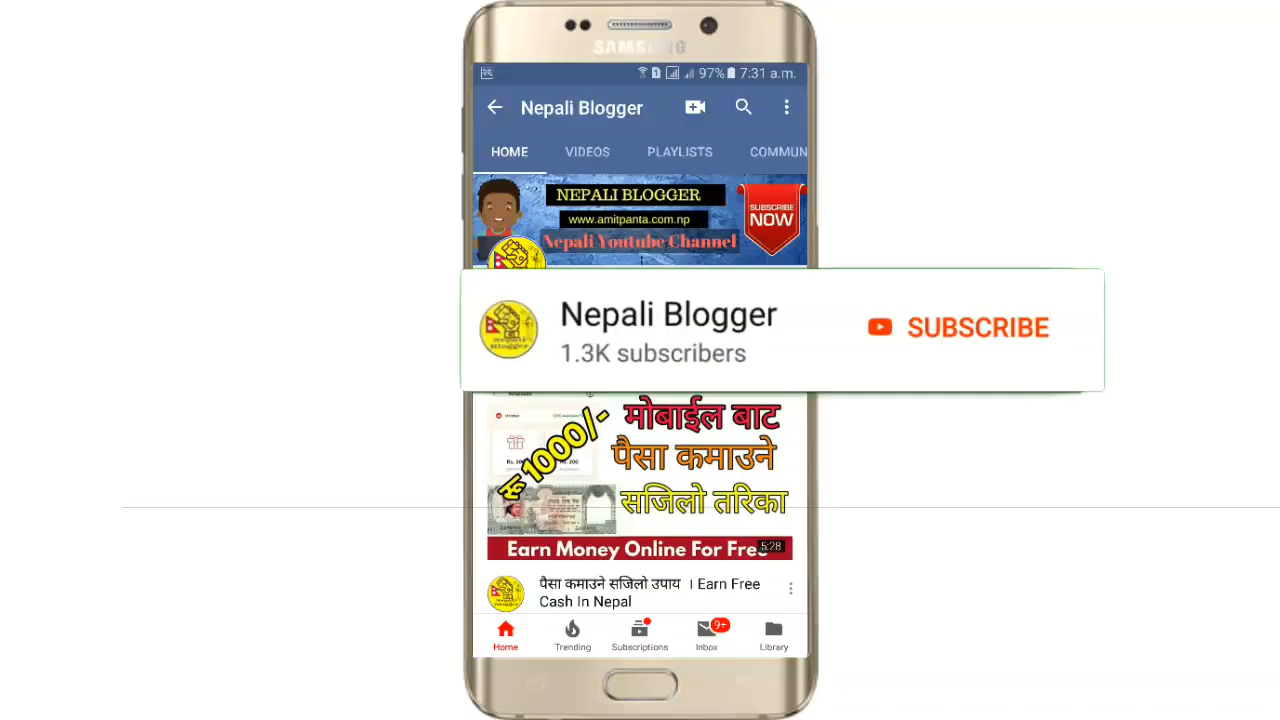 SAMSUNG
97% 7:31 a.m.
Nepali Blogger
HOME VIDEOS PLAYLISTS COMMUN
NEPALI BLOGGER
www.amitpanta.com.np
Nepali Youtube Channel
SUBSCRIBE
NOW
Nepali Blogger
1.3K subscribers
SUBSCRIBE
रू 1000/-
मोबाईल बाट
पैसा कमाउने
सजिलो तरिका
Earn Money Online For Free
5:28
पैसा कमाउने सजिलो उपाय । Earn Free
Cash In Nepal
9+
Home Trending Subscriptions Inbox Library